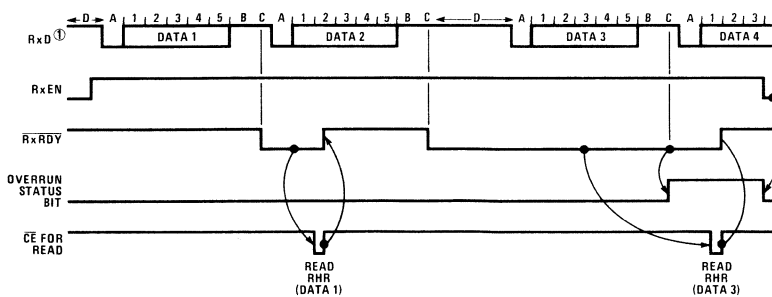 D A 1 2 3 4 5 B C A 1 2 3 4 5 B C D A 1 2 3 4 5 B C A 1 2 3
RxD ① DATA 1 DATA 2 DATA 3 DATA 4
RxEN
RxRDY
OVERRUN
STATUS
BIT
CE FOR
READ
READ
RHR
(DATA 1)
READ
RHR
(DATA 3)